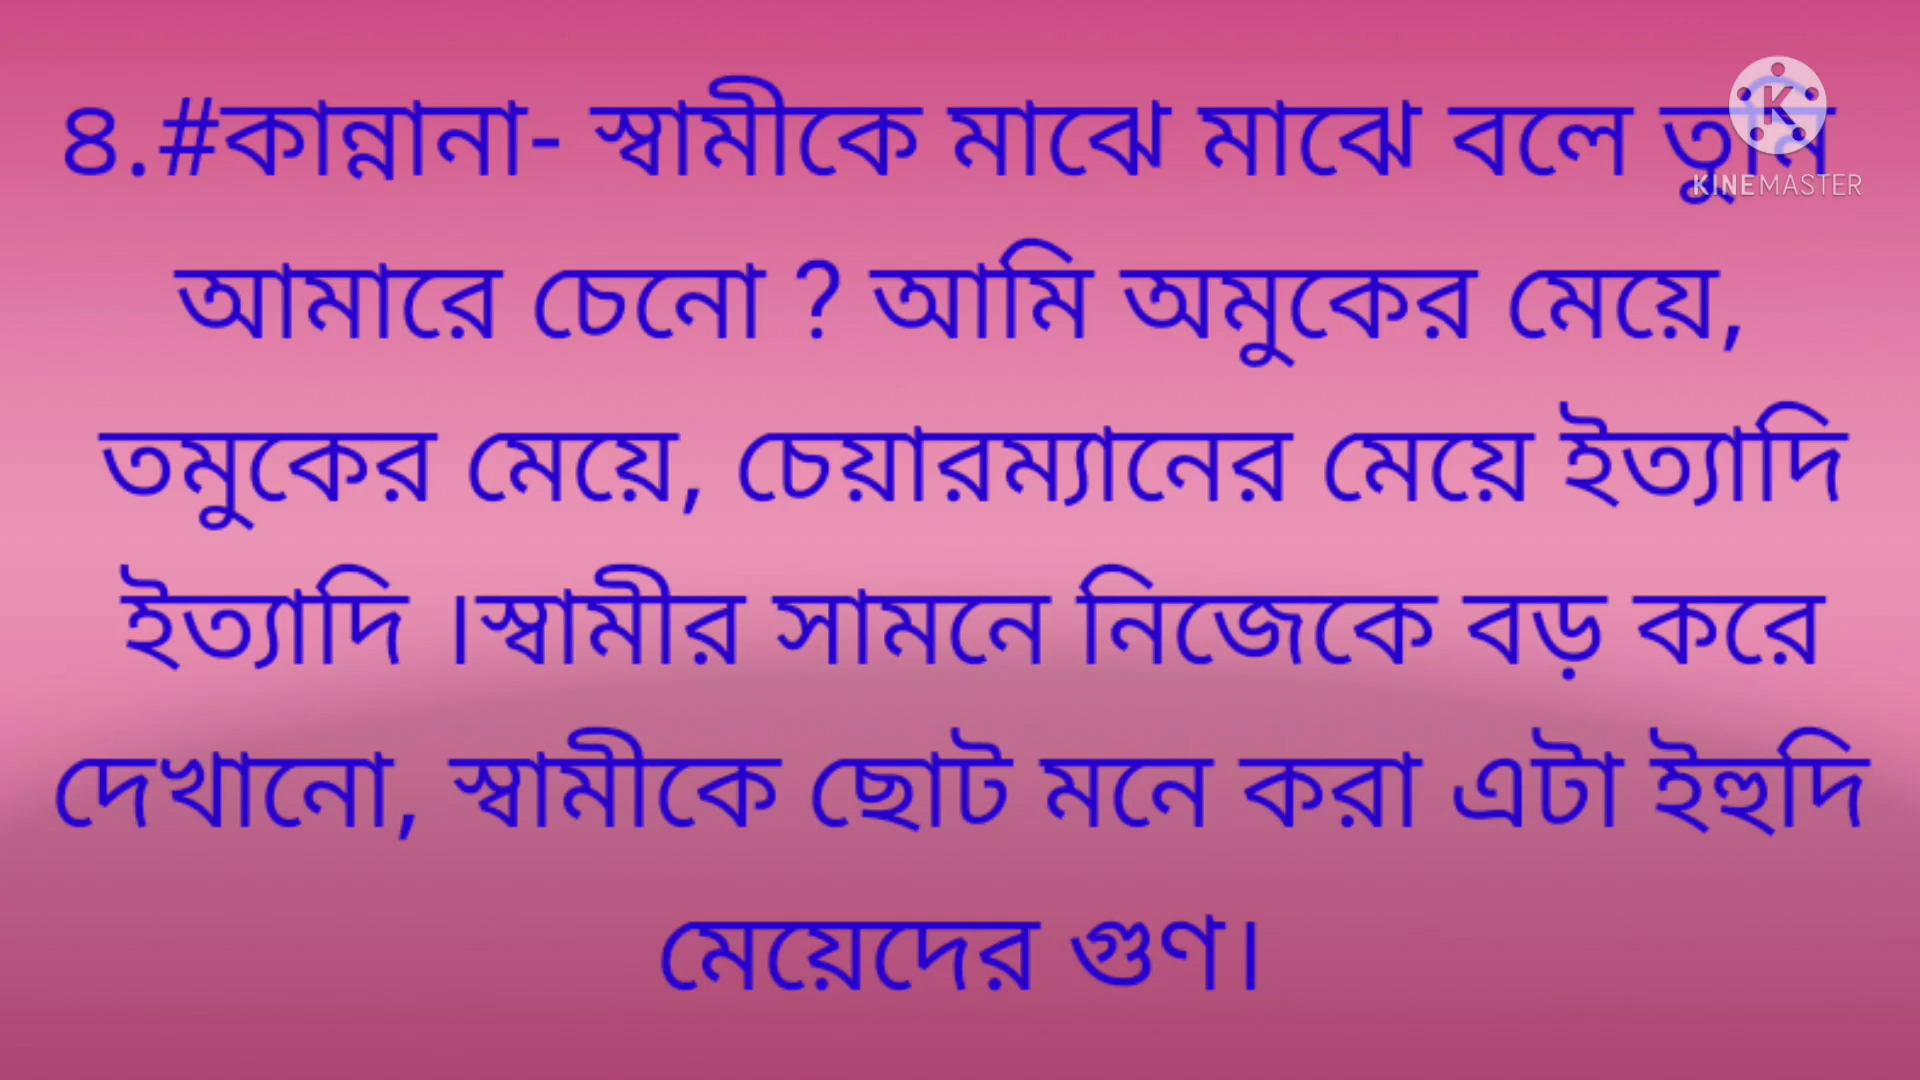 ৪.#কান্নানা- স্বামীকে মাঝে মাঝে বলে তুমি
KINEMASTER
আমারে চেনো ? আমি অমুকের মেয়ে,
তমুকের মেয়ে, চেয়ারম্যানের মেয়ে ইত্যাদি
ইত্যাদি ।স্বামীর সামনে নিজেকে বড় করে
দেখানো, স্বামীকে ছোট মনে করা এটা ইহুদি
মেয়েদের গুণ।